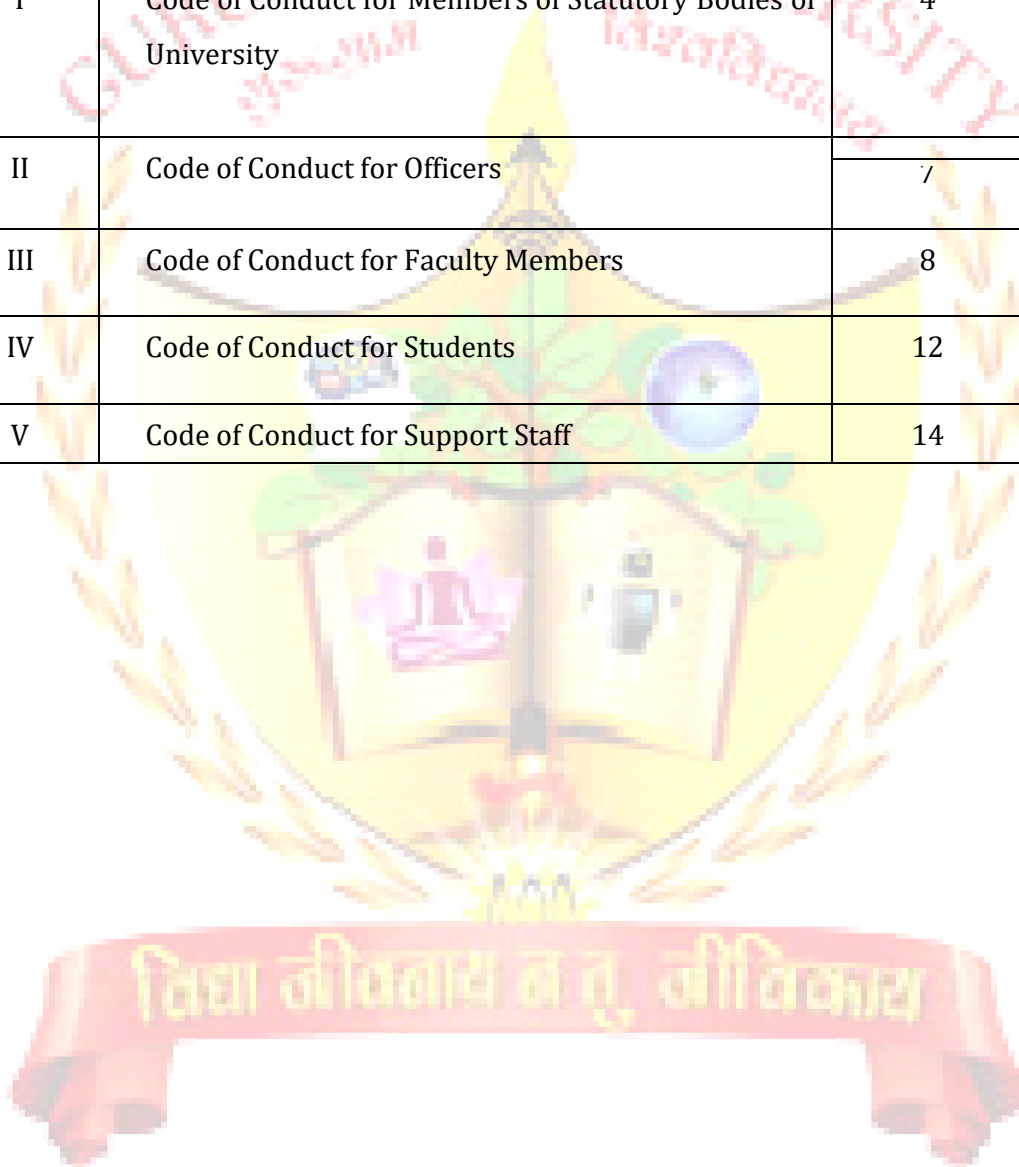 I Code of Conduct for Members of Statutory Bodies of 4
University
II Code of Conduct for Officers 7
III Code of Conduct for Faculty Members 8
IV Code of Conduct for Students 12
V Code of Conduct for Support Staff 14
विद्या जीवनाय न तु जीविकाय